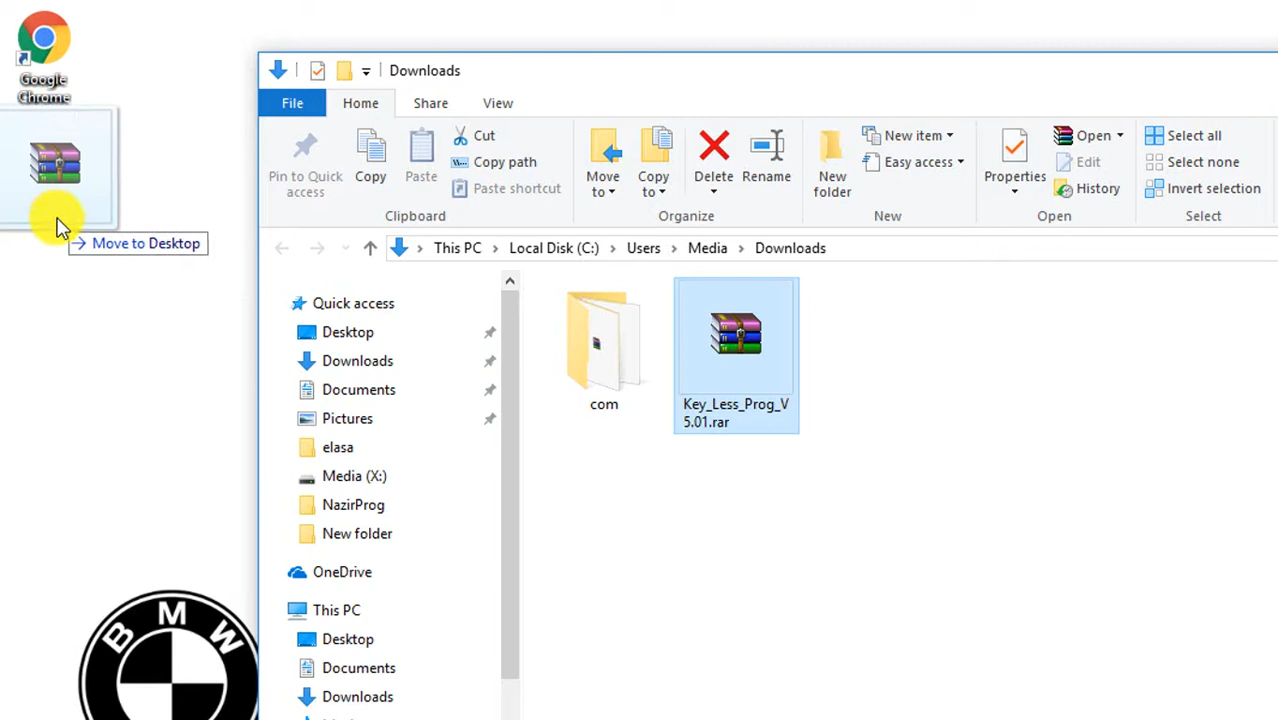 Google
Chrome
Move to Desktop
B M W
Downloads
File Home Share View
Pin to Quick
access
Copy
Paste
Cut
Copy path
Paste shortcut
Clipboard
Move
to
Copy
to
Delete
Rename
Organize
New
folder
New item
Easy access
New
Properties
Open
Edit
History
Open
Select all
Select none
Invert selection
Select
This PC > Local Disk (C:) > Users > Media > Downloads
Quick access
Desktop
Downloads
Documents
Pictures
elasa
Media (X:)
NazirProg
New folder
OneDrive
This PC
Desktop
Documents
Downloads
com
Key_Less_Prog_V
5.01.rar